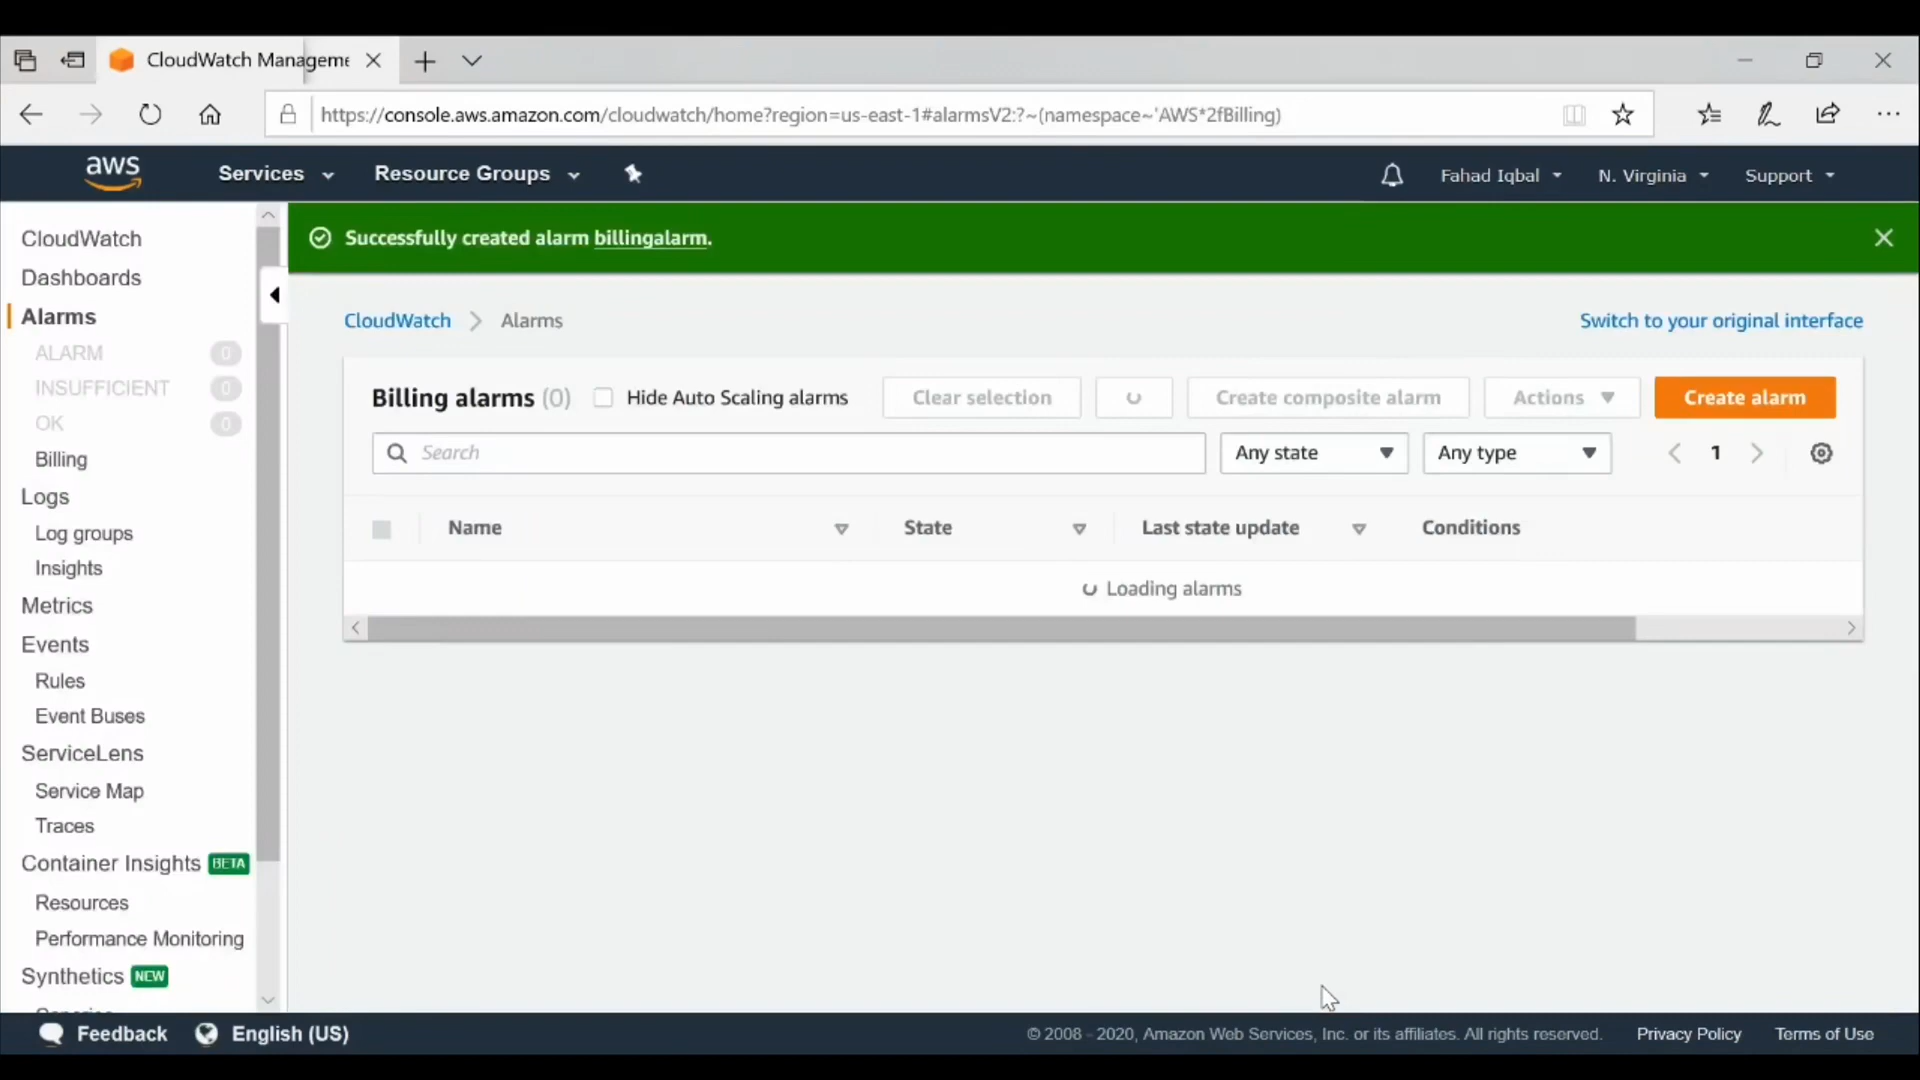 CloudWatch Manageme
https://console.aws.amazon.com/cloudwatch/home?region=us-east-1#alarmsV2:?~(namespace~'AWS*2fBilling)
aws Services Resource Groups Fahad Iqbal N. Virginia Support
Successfully created alarm billingalarm.
CloudWatch
Dashboards
Alarms
ALARM 0
INSUFFICIENT 0
OK 0
Billing
Logs
Log groups
Insights
Metrics
Events
Rules
Event Buses
ServiceLens
Service Map
Traces
Container Insights BETA
Resources
Performance Monitoring
Synthetics NEW
CloudWatch Alarms Switch to your original interface
Billing alarms (0) Hide Auto Scaling alarms Clear selection Create composite alarm Actions Create alarm
Search Any state Any type 1
Name State Last state update Conditions
Loading alarms
Feedback English (US) © 2008 - 2020, Amazon Web Services, Inc. or its affiliates. All rights reserved. Privacy Policy Terms of Use